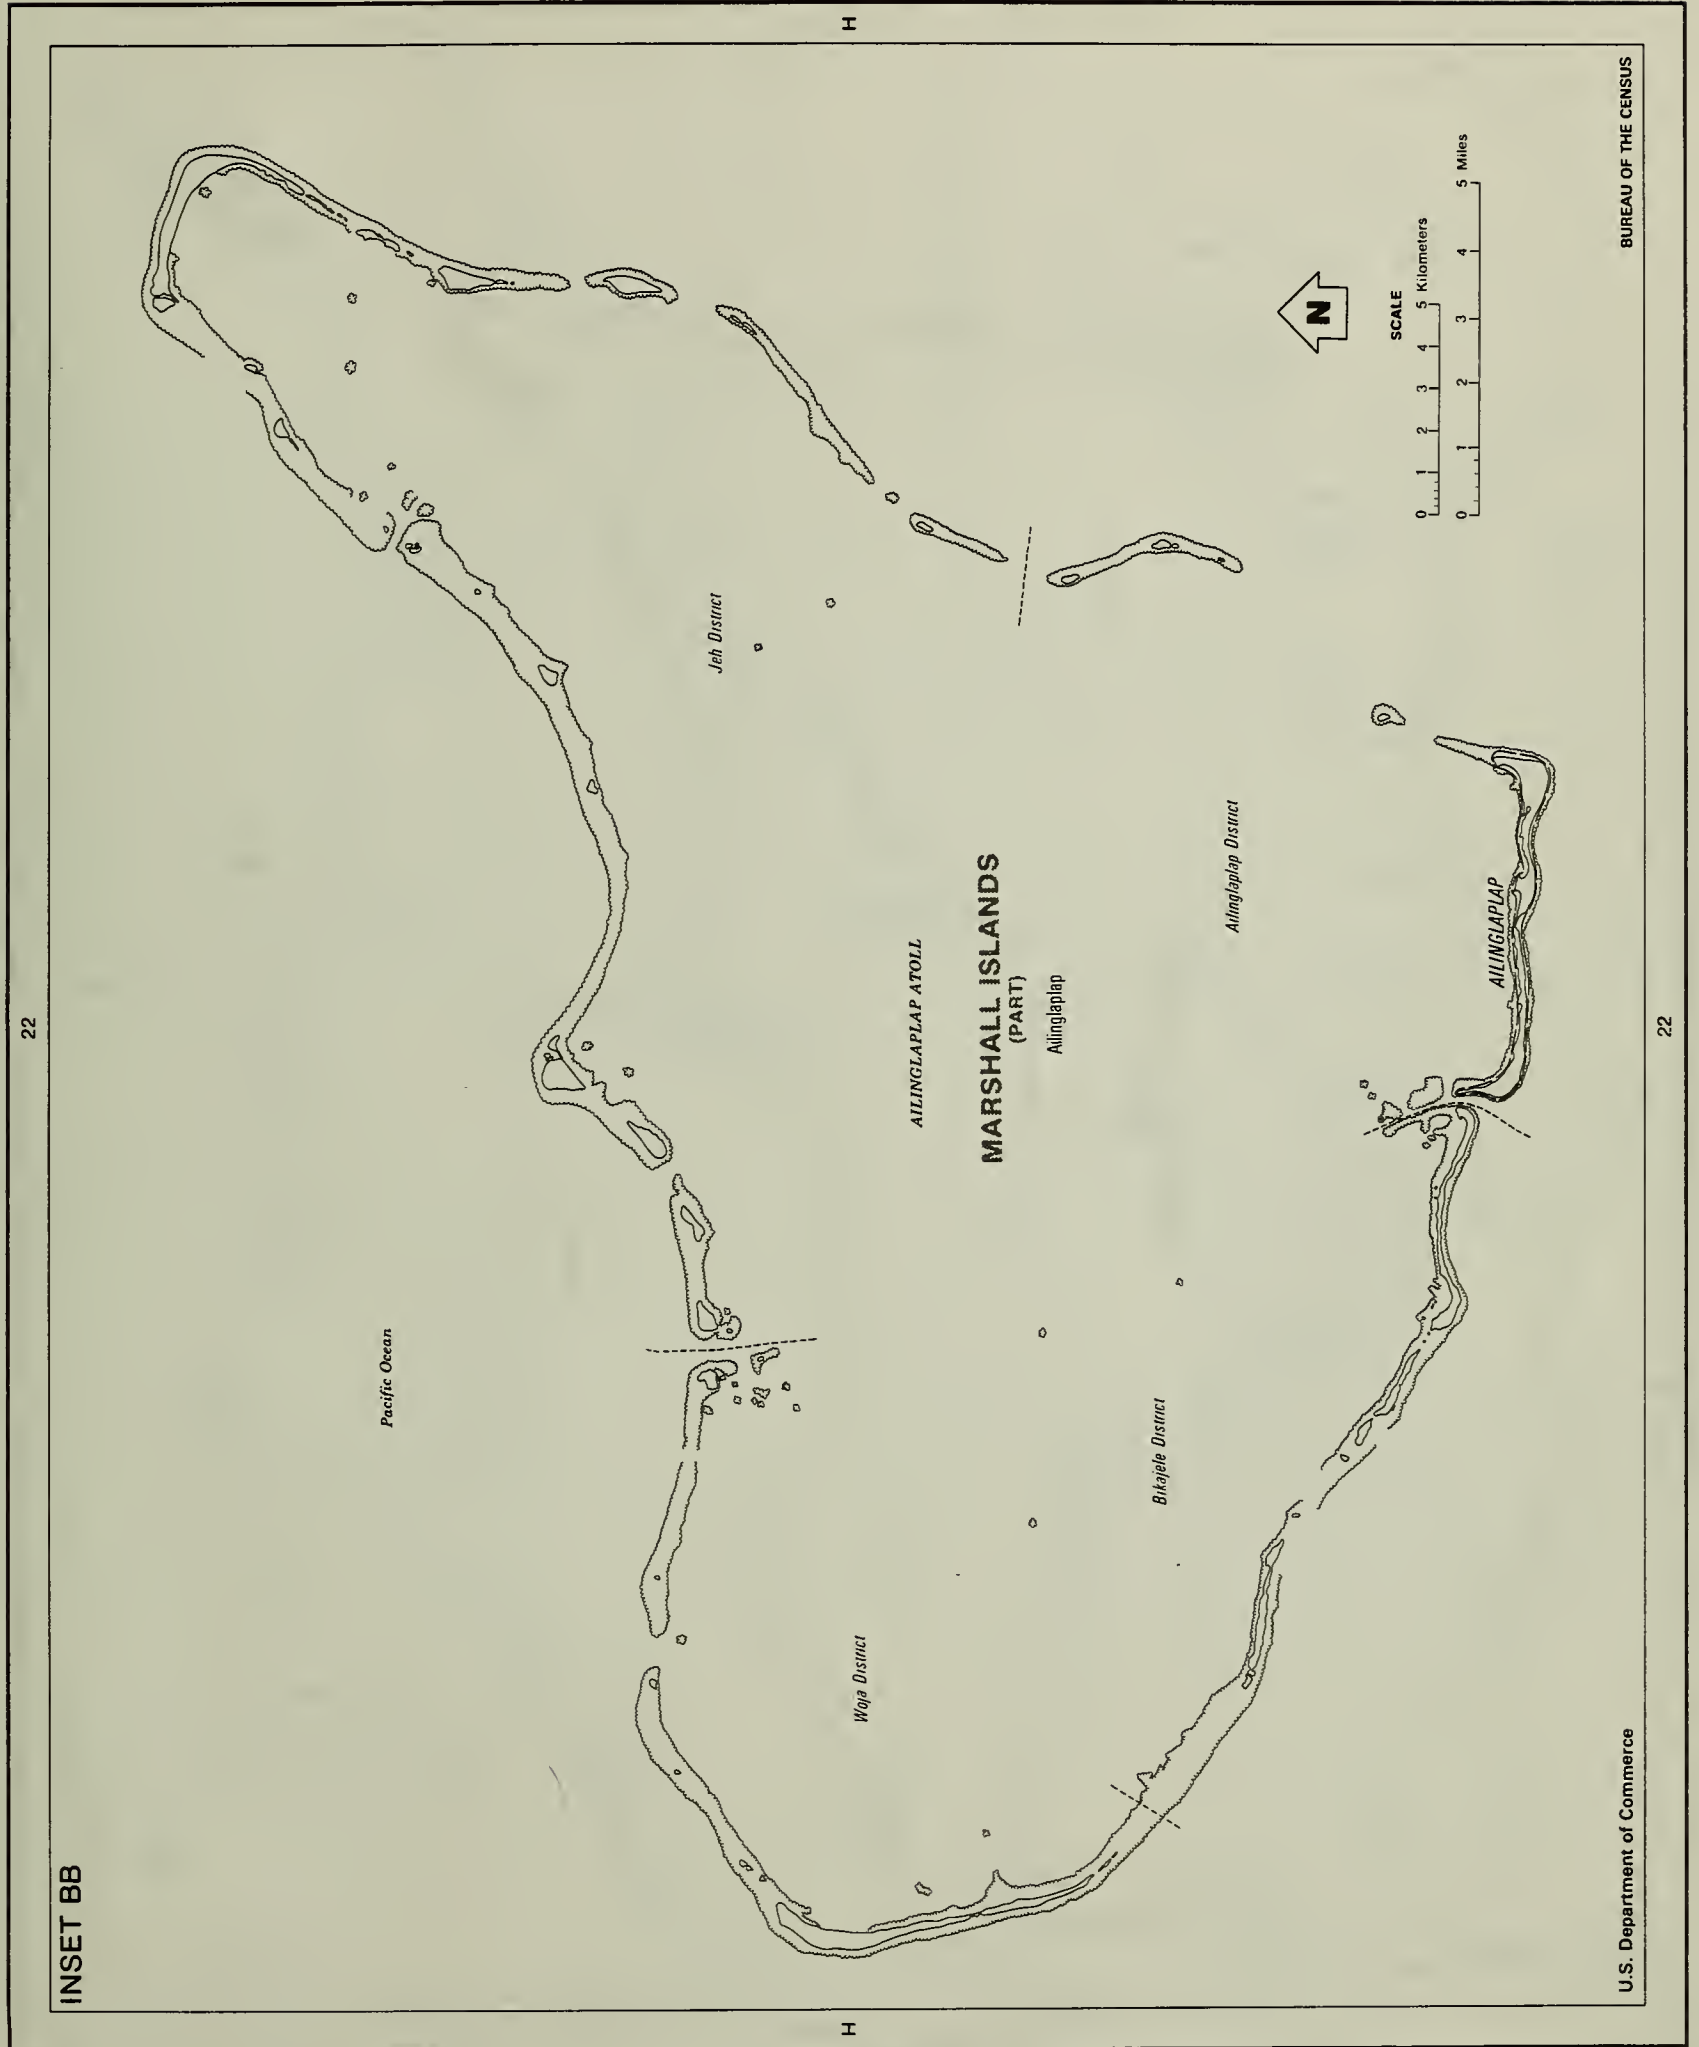 INSET BB
22
H
Pacific Ocean
Jeh District
Woja District
AILINGLAPLAP ATOLL
MARSHALL ISLANDS
(PART)
Ailinglaplap
Bikajele District
Ailinglaplap District
AILINGLAPLAP
N
SCALE
0 1 2 3 4 5 Kilometers
0 1 2 3 4 5 Miles
U.S. Department of Commerce
BUREAU OF THE CENSUS
22
H